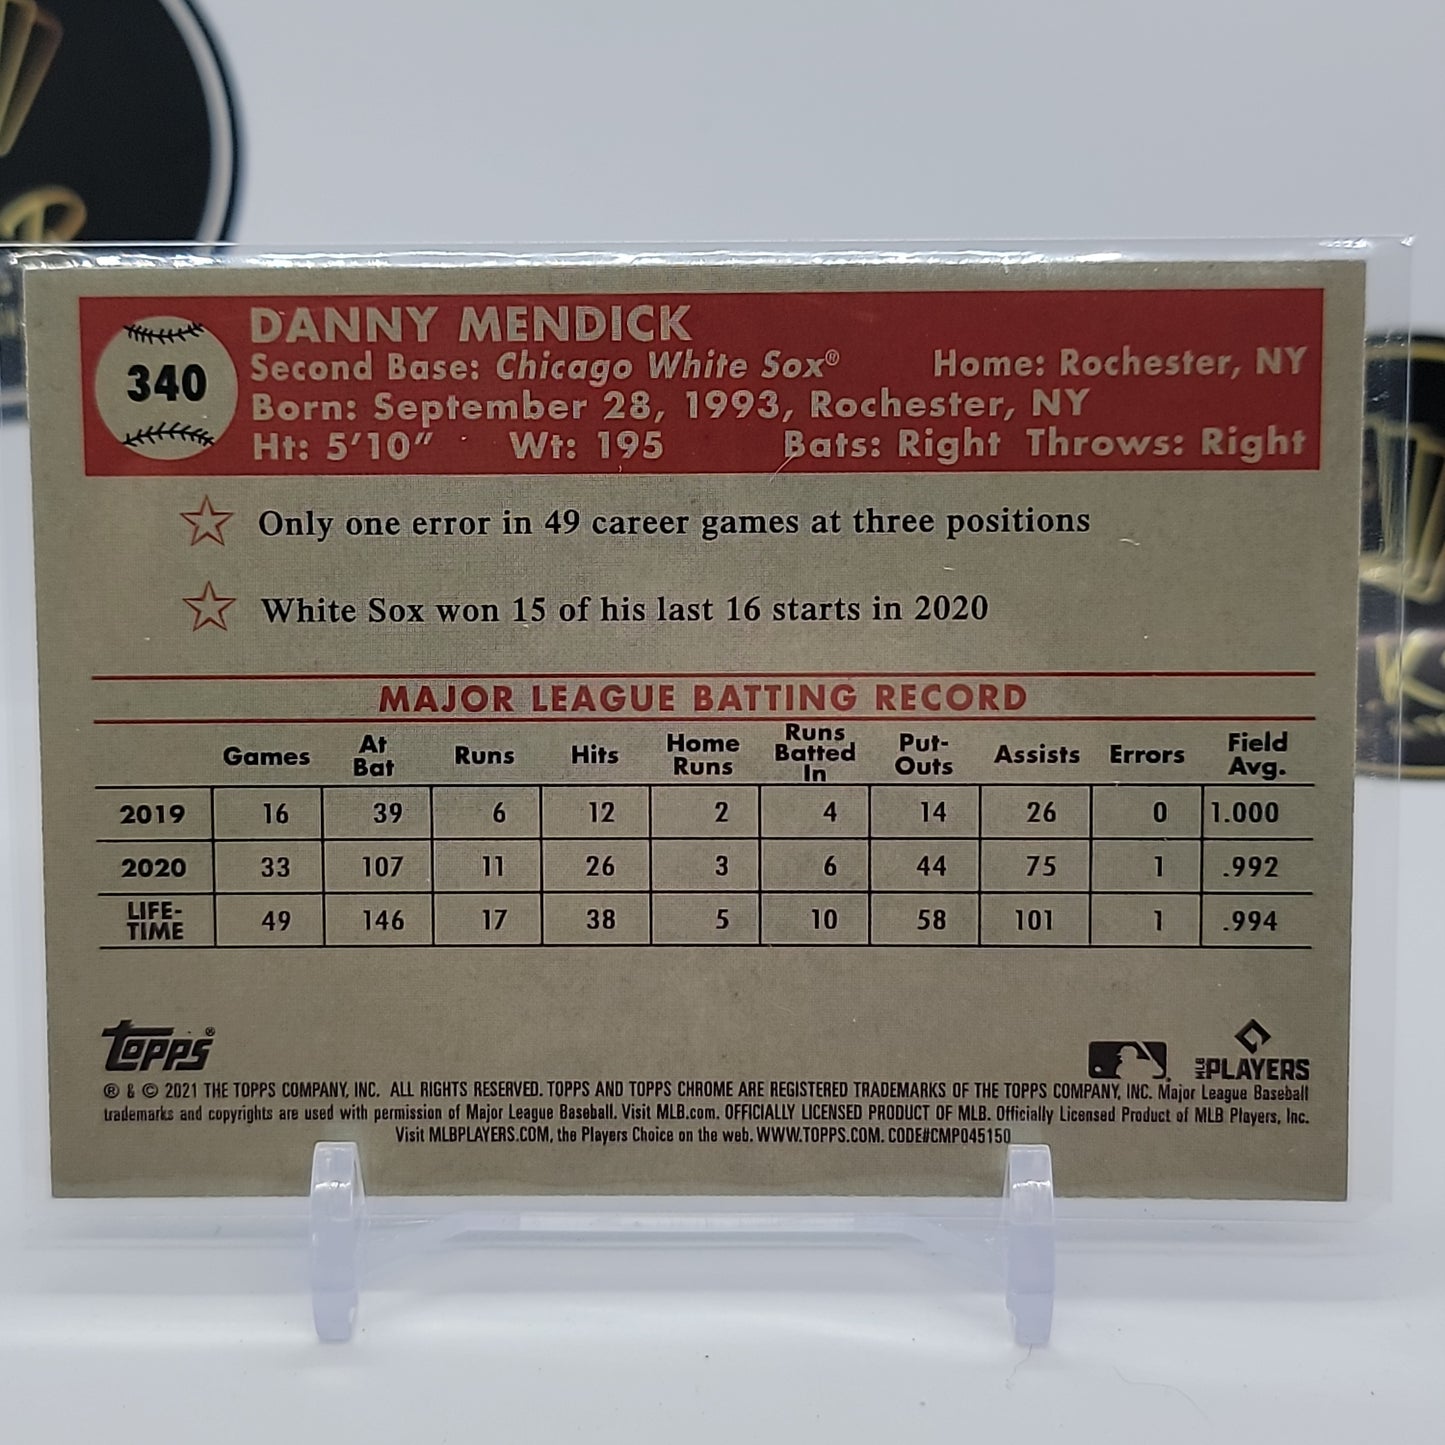 DANNY MENDICK
340
Second Base: Chicago White Sox® Home: Rochester, NY
Born: September 28, 1993, Rochester, NY
Ht: 5'10" Wt: 195 Bats: Right Throws: Right
Only one error in 49 career games at three positions
White Sox won 15 of his last 16 starts in 2020
MAJOR LEAGUE BATTING RECORD
Games At Bat Runs Hits Home Runs Runs Batted In Put-Outs Assists Errors Field Avg.
2019 16 39 6 12 2 4 14 26 0 1.000
2020 33 107 11 26 3 6 44 75 1 .992
LIFE-TIME 49 146 17 38 5 10 58 101 1 .994
Topps®
MLB PLAYERS
® & © 2021 THE TOPPS COMPANY, INC. ALL RIGHTS RESERVED. TOPPS AND TOPPS CHROME ARE REGISTERED TRADEMARKS OF THE TOPPS COMPANY, INC. Major League Baseball
trademarks and copyrights are used with permission of Major League Baseball. Visit MLB.com. OFFICIALLY LICENSED PRODUCT OF MLB. Officially Licensed Product of MLB Players, Inc.
Visit MLBPLAYERS.COM, the Players Choice on the web. WWW.TOPPS.COM. CODE#CMP045150